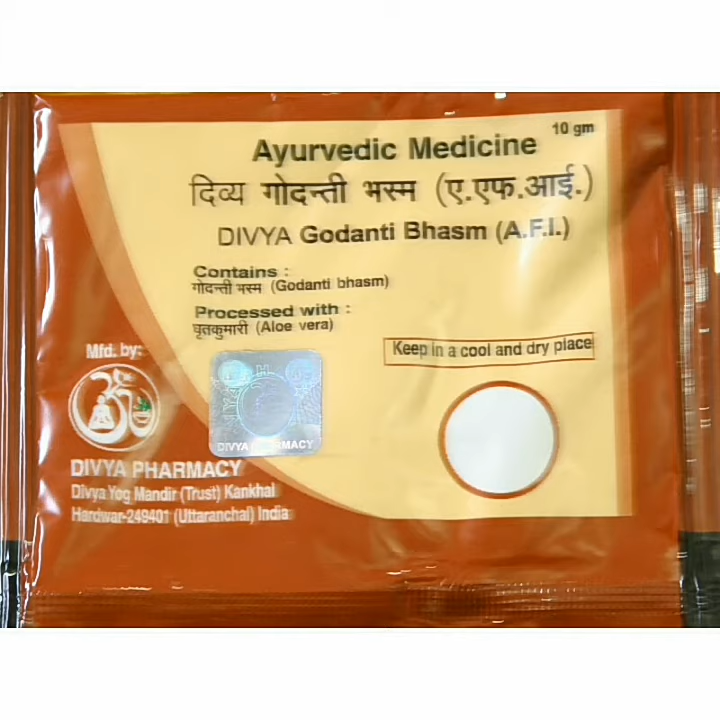 10 gm
Ayurvedic Medicine
दिव्य गोदन्ती भस्म (ए.एफ.आई.)
DIVYA Godanti Bhasm (A.F.I.)
Contains :
गोदन्ती भस्म (Godanti bhasm)
Processed with :
घृतकुमारी (Aloe vera)
Keep in a cool and dry place
Mfd. by:
DIVYA PHARMACY
DIVYA PHARMACY
Divya Yog Mandir (Trust) Kankhal
Hardwar-249401 (Uttaranchal) India